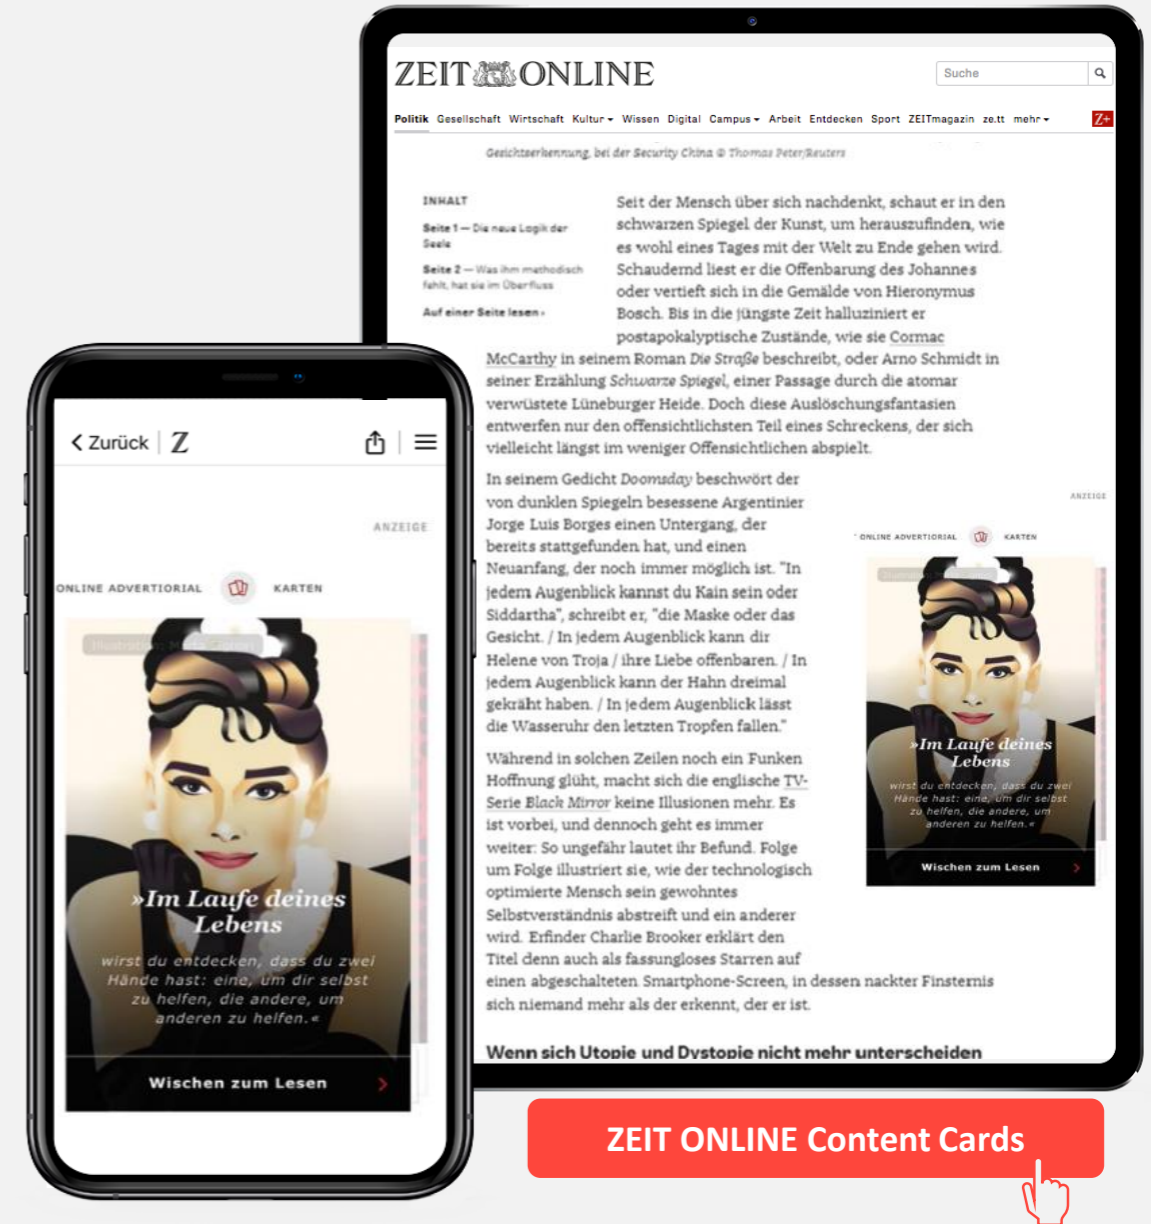 ZEIT ONLINE
Suche
Politik Gesellschaft Wirtschaft Kultur Wissen Digital Campus Arbeit Entdecken Sport ZEITmagazin ze.tt mehr Z+
Gesichtserkennung, bei der Security China © Thomas Peter/Reuters
INHALT
Seite 1 — Die neue Logik der
Seele
Seite 2 — Was ihm methodisch
fehlt, hat sie im Überfluss
Auf einer Seite lesen ›
Seit der Mensch über sich nachdenkt, schaut er in den
schwarzen Spiegel der Kunst, um herauszufinden, wie
es wohl eines Tages mit der Welt zu Ende gehen wird.
Schaudernd liest er die Offenbarung des Johannes
oder vertieft sich in die Gemälde von Hieronymus
Bosch. Bis in die jüngste Zeit halluziniert er
postapokalyptische Zustände, wie sie Cormac
McCarthy in seinem Roman Die Straße beschreibt, oder Arno Schmidt in
seiner Erzählung Schwarze Spiegel, einer Passage durch die atomar
verwüstete Lüneburger Heide. Doch diese Auslöschungsfantasien
entwerfen nur den offensichtlichsten Teil eines Schreckens, der sich
vielleicht längst im weniger Offensichtlichen abspielt.
In seinem Gedicht Doomsday beschwört der
von dunklen Spiegeln besessene Argentinier
Jorge Luis Borges einen Untergang, der
bereits stattgefunden hat, und einen
Neuanfang, der noch immer möglich ist. "In
jedem Augenblick kannst du Kain sein oder
Siddartha", schreibt er, "die Maske oder das
Gesicht. / In jedem Augenblick kann dir
Helene von Troja / ihre Liebe offenbaren. / In
jedem Augenblick kann der Hahn dreimal
gekräht haben. / In jedem Augenblick lässt
die Wasseruhr den letzten Tropfen fallen."
Während in solchen Zeilen noch ein Funken
Hoffnung glüht, macht sich die englische TV-
Serie Black Mirror keine Illusionen mehr. Es
ist vorbei, und dennoch geht es immer
weiter: So ungefähr lautet ihr Befund. Folge
um Folge illustriert sie, wie der technologisch
optimierte Mensch sein gewohntes
Selbstverständnis abstreift und ein anderer
wird. Erfinder Charlie Brooker erklärt den
Titel denn auch als fassungloses Starren auf
einen abgeschalteten Smartphone-Screen, in dessen nackter Finsternis
sich niemand mehr als der erkennt, der er ist.
Wenn sich Utopie und Dystopie nicht mehr unterscheiden
ANZEIGE
ONLINE ADVERTIORIAL KARTEN
»Im Laufe deines
Lebens
wirst du entdecken, dass du zwei
Hände hast: eine, um dir selbst
zu helfen, die andere, um
anderen zu helfen.«
Wischen zum Lesen
Zurück Z
ANZEIGE
ONLINE ADVERTIORIAL KARTEN
»Im Laufe deines
Lebens
wirst du entdecken, dass du zwei
Hände hast: eine, um dir selbst
zu helfen, die andere, um
anderen zu helfen.«
Wischen zum Lesen
ZEIT ONLINE Content Cards